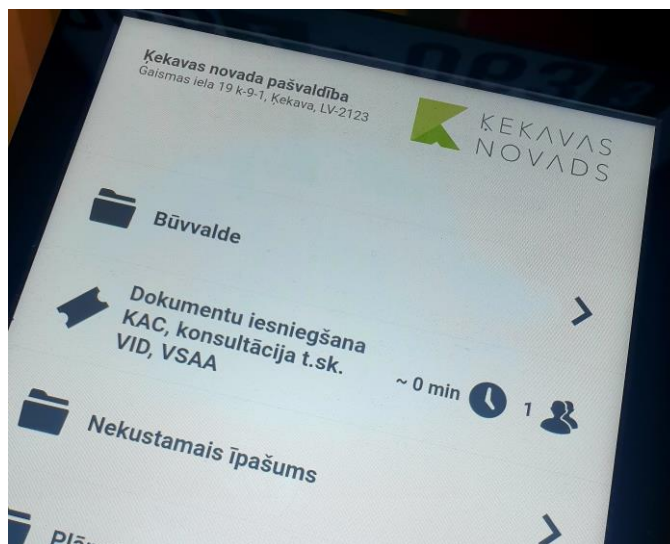 Ķekavas novada pašvaldība
Gaismas iela 19 k-9-1, Ķekava, LV-2123
ĶEKAVAS
NOVADS
Būvvalde
Dokumentu iesniegšana
KAC, konsultācija t.sk.
VID, VSAA
~ 0 min 1
Nekustamais īpašums